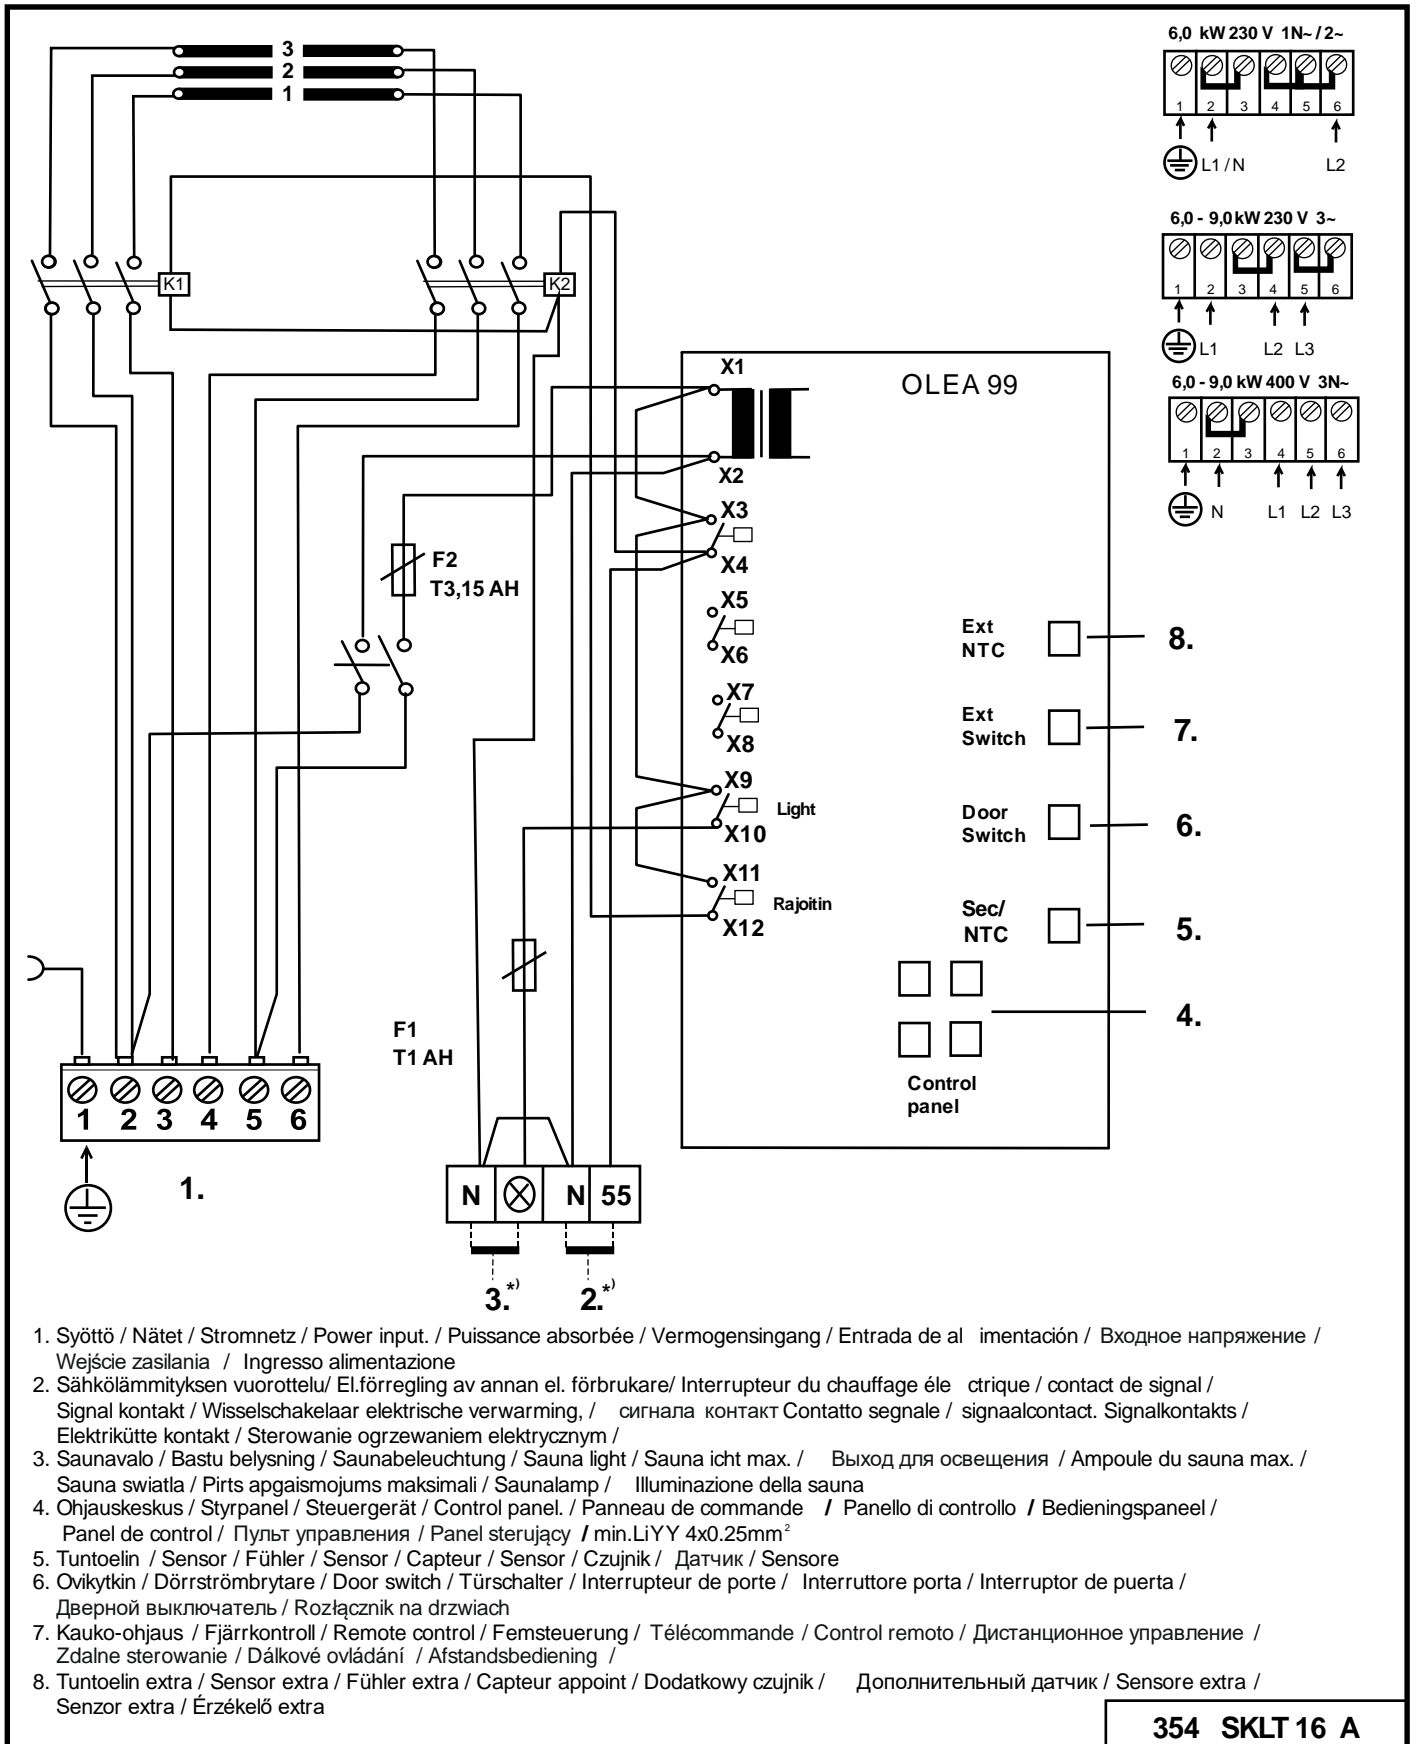 3
2
1
K1
K2
6,0 kW 230 V 1N~ / 2~
1 2 3 4 5 6
L1 / N L2
6,0 - 9,0 kW 230 V 3~
1 2 3 4 5 6
L1 L2 L3
6,0 - 9,0 kW 400 V 3N~
1 2 3 4 5 6
N L1 L2 L3
X1
OLEA 99
X2
X3
X4
F2
T3,15 AH
X5
X6
X7
X8
X9
Light
X10
X11
Rajoitin
X12
Ext
NTC
8.
Ext
Switch
7.
Door
Switch
6.
Sec/
NTC
5.
4.
Control
panel
F1
T1 AH
1 2 3 4 5 6
1.
N N 55
3.*) 2.*)
1. Syöttö / Nätet / Stromnetz / Power input. / Puissance absorbée / Vermogensingang / Entrada de al imentación / Входное напряжение /
Wejście zasilania / Ingresso alimentazione
2. Sähkölämmityksen vuorottelu/ El.förregling av annan el. förbrukare/ Interrupteur du chauffage éle ctrique / contact de signal /
Signal kontakt / Wisselschakelaar elektrische verwarming, / сигнала контакт Contatto segnale / signaalcontact. Signalkontakts /
Elektrikütte kontakt / Sterowanie ogrzewaniem elektrycznym /
3. Saunavalo / Bastu belysning / Saunabeleuchtung / Sauna light / Sauna icht max. / Выход для освещения / Ampoule du sauna max. /
Sauna swiatla / Pirts apgaismojums maksimali / Saunalamp / Illuminazione della sauna
4. Ohjauskeskus / Styrpanel / Steuergerät / Control panel. / Panneau de commande / Panello di controllo / Bedieningspaneel /
Panel de control / Пульт управления / Panel sterujący / min.LiYY 4x0.25mm²
5. Tuntoelin / Sensor / Fühler / Sensor / Capteur / Sensor / Czujnik / Датчик / Sensore
6. Ovikytkin / Dörrströmbrytare / Door switch / Türschalter / Interrupteur de porte / Interruttore porta / Interruptor de puerta /
Дверной выключатель / Rozłącznik na drzwiach
7. Kauko-ohjaus / Fjärrkontroll / Remote control / Femsteuerung / Télécommande / Control remoto / Дистанционное управление /
Zdalne sterowanie / Dálkové ovládání / Afstandsbediening /
8. Tuntoelin extra / Sensor extra / Fühler extra / Capteur appoint / Dodatkowy czujnik / Дополнительный датчик / Sensore extra /
Senzor extra / Érzékelő extra
354 SKLT 16 A